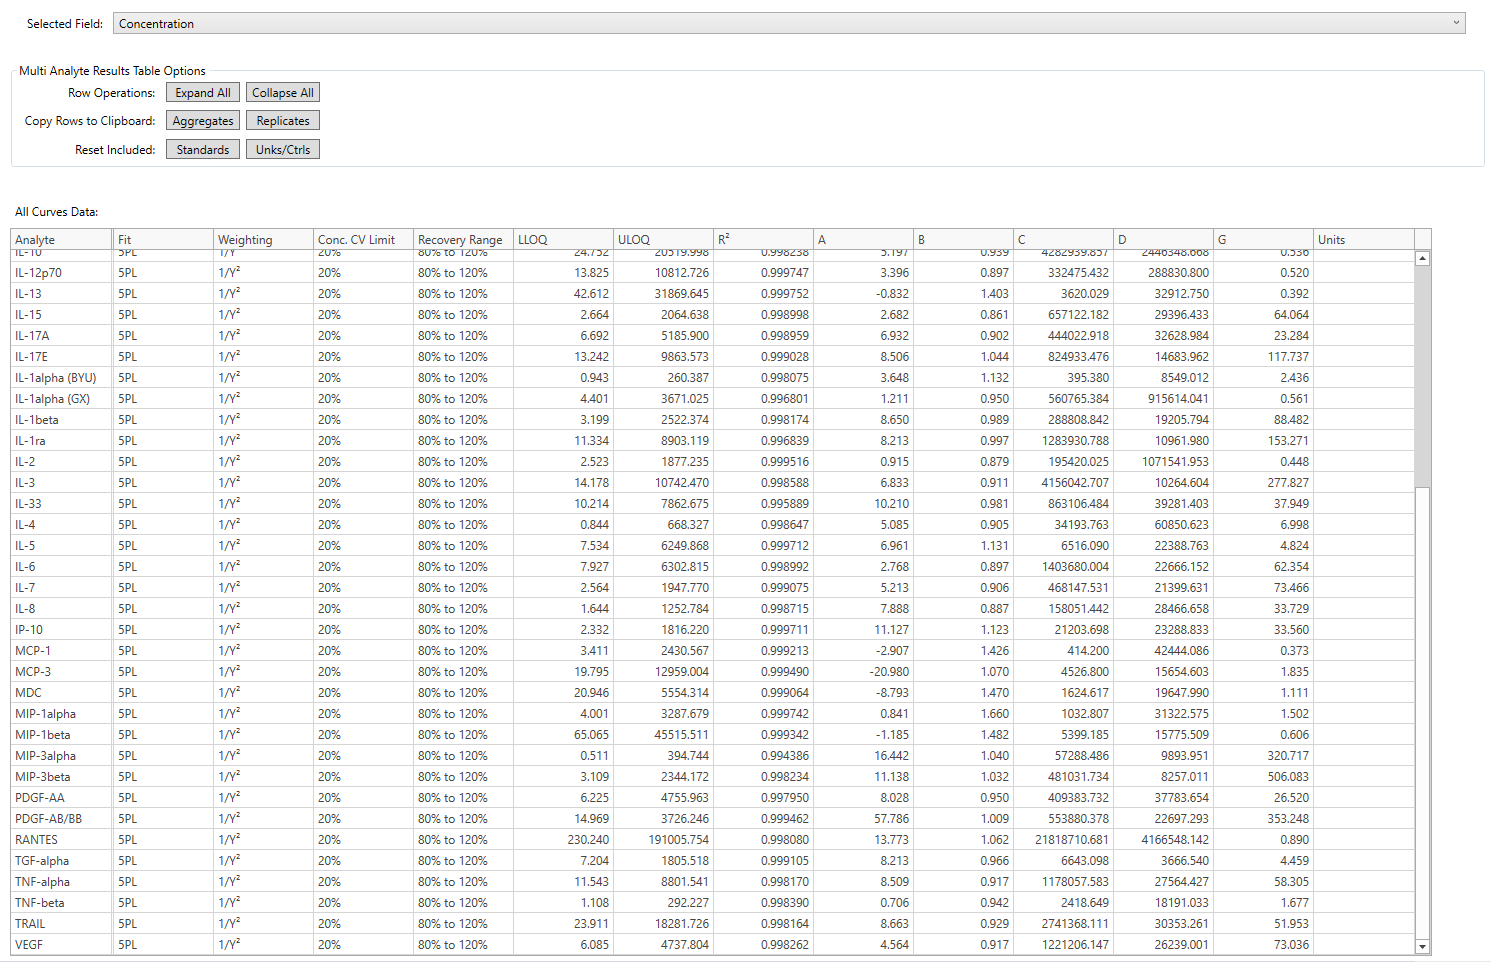 Selected Field: Concentration
Multi Analyte Results Table Options
Row Operations: Expand All Collapse All
Copy Rows to Clipboard: Aggregates Replicates
Reset Included: Standards Unks/Ctrls
All Curves Data:
Analyte Fit Weighting Conc. CV Limit Recovery Range LLOQ ULOQ R² A B C D G Units
IL-10 5PL 1/Y² 20% 80% to 120% 24.752 20519.998 0.998238 5.197 0.939 4282939.857 2446348.668 0.536
IL-12p70 5PL 1/Y² 20% 80% to 120% 13.825 10812.726 0.999747 3.396 0.897 332475.432 288830.800 0.520
IL-13 5PL 1/Y² 20% 80% to 120% 42.612 31869.645 0.999752 -0.832 1.403 3620.029 32912.750 0.392
IL-15 5PL 1/Y² 20% 80% to 120% 2.664 2064.638 0.998998 2.682 0.861 657122.182 29396.433 64.064
IL-17A 5PL 1/Y² 20% 80% to 120% 6.692 5185.900 0.998959 6.932 0.902 444022.918 32628.984 23.284
IL-17E 5PL 1/Y² 20% 80% to 120% 13.242 9863.573 0.999028 8.506 1.044 824933.476 14683.962 117.737
IL-1alpha (BYU) 5PL 1/Y² 20% 80% to 120% 0.943 260.387 0.998075 3.648 1.132 395.380 8549.012 2.436
IL-1alpha (GX) 5PL 1/Y² 20% 80% to 120% 4.401 3671.025 0.996801 1.211 0.950 560765.384 915614.041 0.561
IL-1beta 5PL 1/Y² 20% 80% to 120% 3.199 2522.374 0.998174 8.650 0.989 288808.842 19205.794 88.482
IL-1ra 5PL 1/Y² 20% 80% to 120% 11.334 8903.119 0.996839 8.213 0.997 1283930.788 10961.980 153.271
IL-2 5PL 1/Y² 20% 80% to 120% 2.523 1877.235 0.999516 0.915 0.879 195420.025 1071541.953 0.448
IL-3 5PL 1/Y² 20% 80% to 120% 14.178 10742.470 0.998588 6.833 0.911 4156042.707 10264.604 277.827
IL-33 5PL 1/Y² 20% 80% to 120% 10.214 7862.675 0.995889 10.210 0.981 863106.484 39281.403 37.949
IL-4 5PL 1/Y² 20% 80% to 120% 0.844 668.327 0.998647 5.085 0.905 34193.763 60850.623 6.998
IL-5 5PL 1/Y² 20% 80% to 120% 7.534 6249.868 0.999712 6.961 1.131 6516.090 22388.763 4.824
IL-6 5PL 1/Y² 20% 80% to 120% 7.927 6302.815 0.998992 2.768 0.897 1403680.004 22666.152 62.354
IL-7 5PL 1/Y² 20% 80% to 120% 2.564 1947.770 0.999075 5.213 0.906 468147.531 21399.631 73.466
IL-8 5PL 1/Y² 20% 80% to 120% 1.644 1252.784 0.998715 7.888 0.887 158051.442 28466.658 33.729
IP-10 5PL 1/Y² 20% 80% to 120% 2.332 1816.220 0.999711 11.127 1.123 21203.698 23288.833 33.560
MCP-1 5PL 1/Y² 20% 80% to 120% 3.411 2430.567 0.999213 -2.907 1.426 414.200 42444.086 0.373
MCP-3 5PL 1/Y² 20% 80% to 120% 19.795 12959.004 0.999490 -20.980 1.070 4526.800 15654.603 1.835
MDC 5PL 1/Y² 20% 80% to 120% 20.946 5554.314 0.999064 -8.793 1.470 1624.617 19647.990 1.111
MIP-1alpha 5PL 1/Y² 20% 80% to 120% 4.001 3287.679 0.999742 0.841 1.660 1032.807 31322.575 1.502
MIP-1beta 5PL 1/Y² 20% 80% to 120% 65.065 45515.511 0.999342 -1.185 1.482 5399.185 15775.509 0.606
MIP-3alpha 5PL 1/Y² 20% 80% to 120% 0.511 394.744 0.994386 16.442 1.040 57288.486 9893.951 320.717
MIP-3beta 5PL 1/Y² 20% 80% to 120% 3.109 2344.172 0.998234 11.138 1.032 481031.734 8257.011 506.083
PDGF-AA 5PL 1/Y² 20% 80% to 120% 6.225 4755.963 0.997950 8.028 0.950 409383.732 37783.654 26.520
PDGF-AB/BB 5PL 1/Y² 20% 80% to 120% 14.969 3726.246 0.999462 57.786 1.009 553880.378 22697.293 353.248
RANTES 5PL 1/Y² 20% 80% to 120% 230.240 191005.754 0.998080 13.773 1.062 21818710.681 4166548.142 0.890
TGF-alpha 5PL 1/Y² 20% 80% to 120% 7.204 1805.518 0.999105 8.213 0.966 6643.098 3666.540 4.459
TNF-alpha 5PL 1/Y² 20% 80% to 120% 11.543 8801.541 0.998170 8.509 0.917 1178057.583 27564.427 58.305
TNF-beta 5PL 1/Y² 20% 80% to 120% 1.108 292.227 0.998390 0.706 0.942 2418.649 18191.033 1.677
TRAIL 5PL 1/Y² 20% 80% to 120% 23.911 18281.726 0.998164 8.663 0.929 2741368.111 30353.261 51.953
VEGF 5PL 1/Y² 20% 80% to 120% 6.085 4737.804 0.998262 4.564 0.917 1221206.147 26239.001 73.036